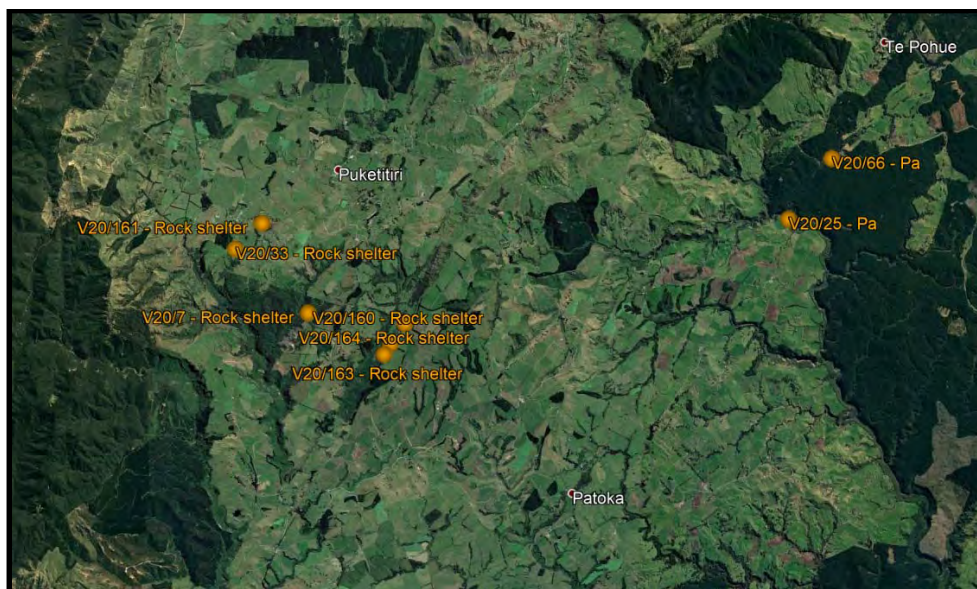 Te Pohue
V20/66 - Pa
Puketitiri
V20/161 - Rock shelter
V20/25 - Pa
V20/33 - Rock shelter
V20/7 - Rock shelter
V20/160 - Rock shelter
V20/164 - Rock shelter
V20/163 - Rock shelter
Patoka